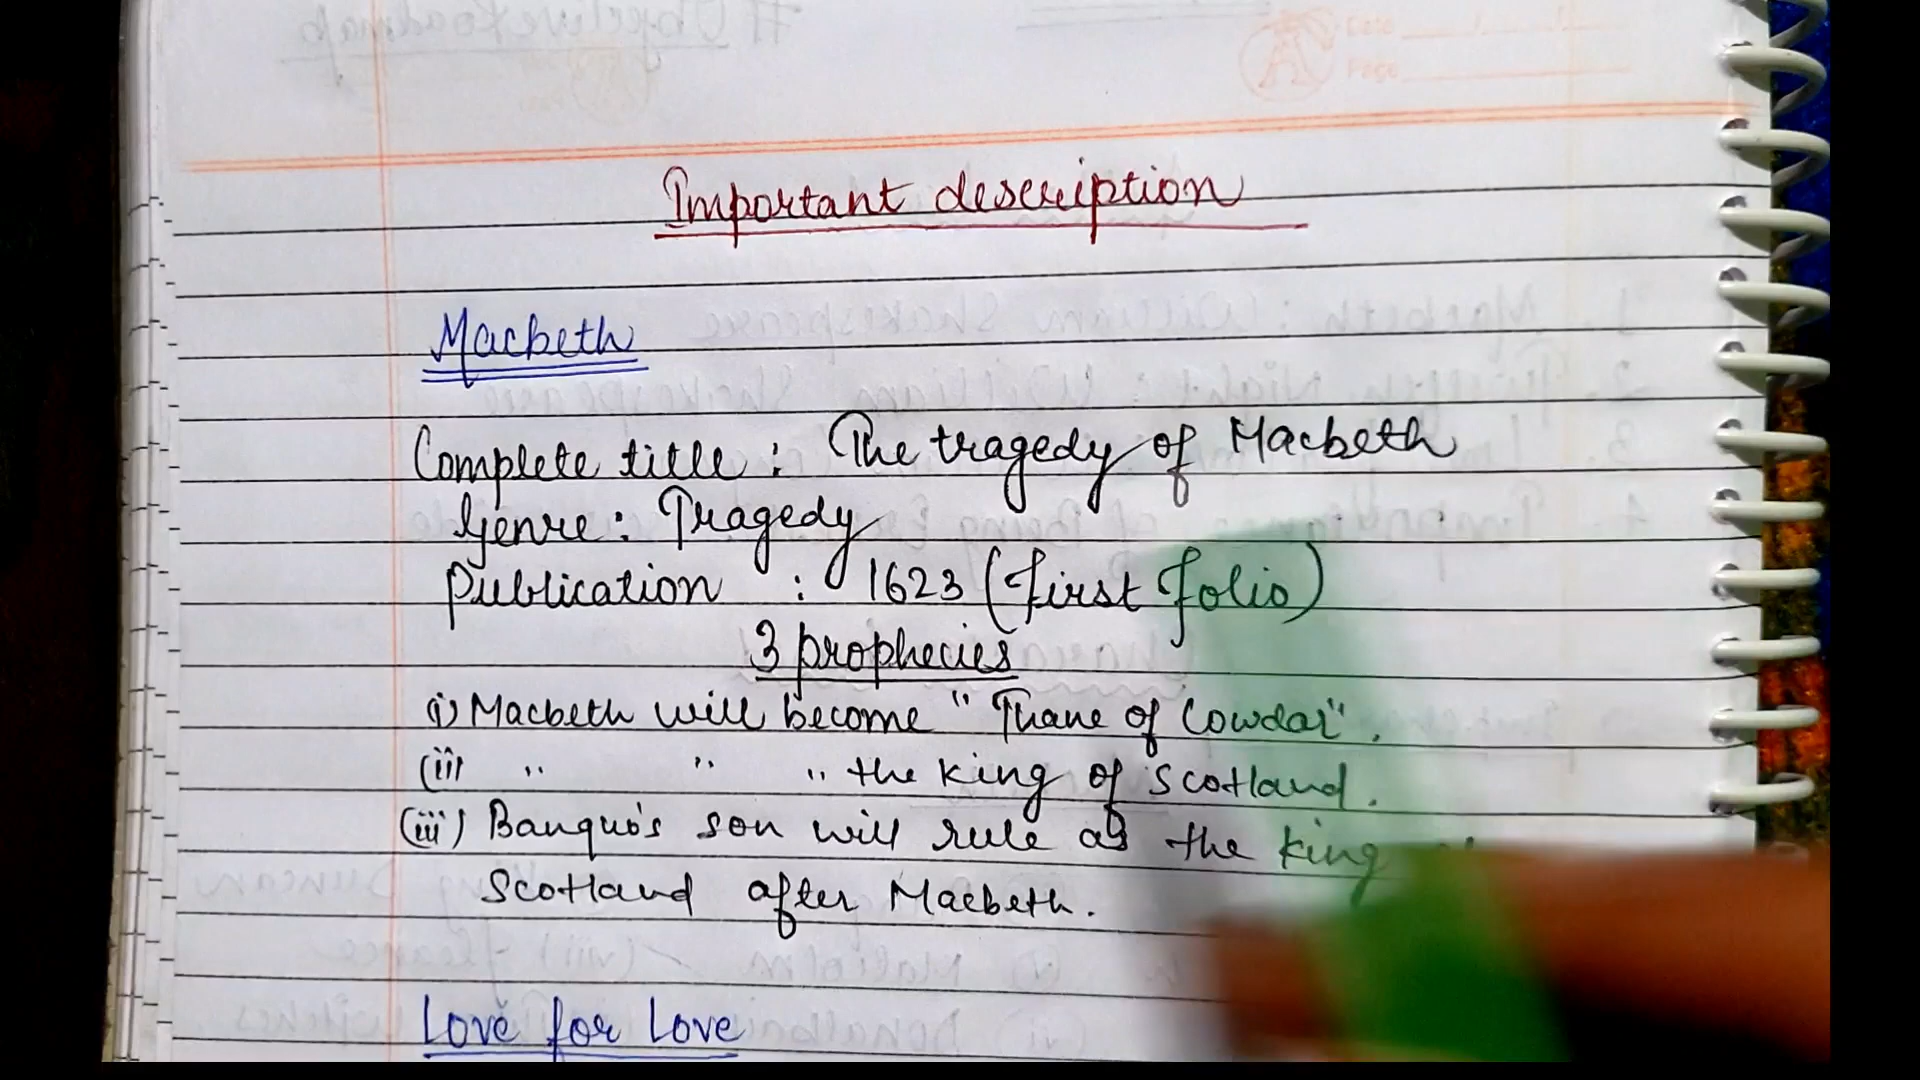 Important description
Macbeth
Complete title : The tragedy of Macbeth
Genre : Tragedy
Publication : 1623 (First Folio)
3 prophecies
(i) Macbeth will become "Thane of Cowdar".
(ii) " " " the king of Scotland.
(iii) Banquo's son will rule as the king
Scotland after Macbeth.
Love for Love